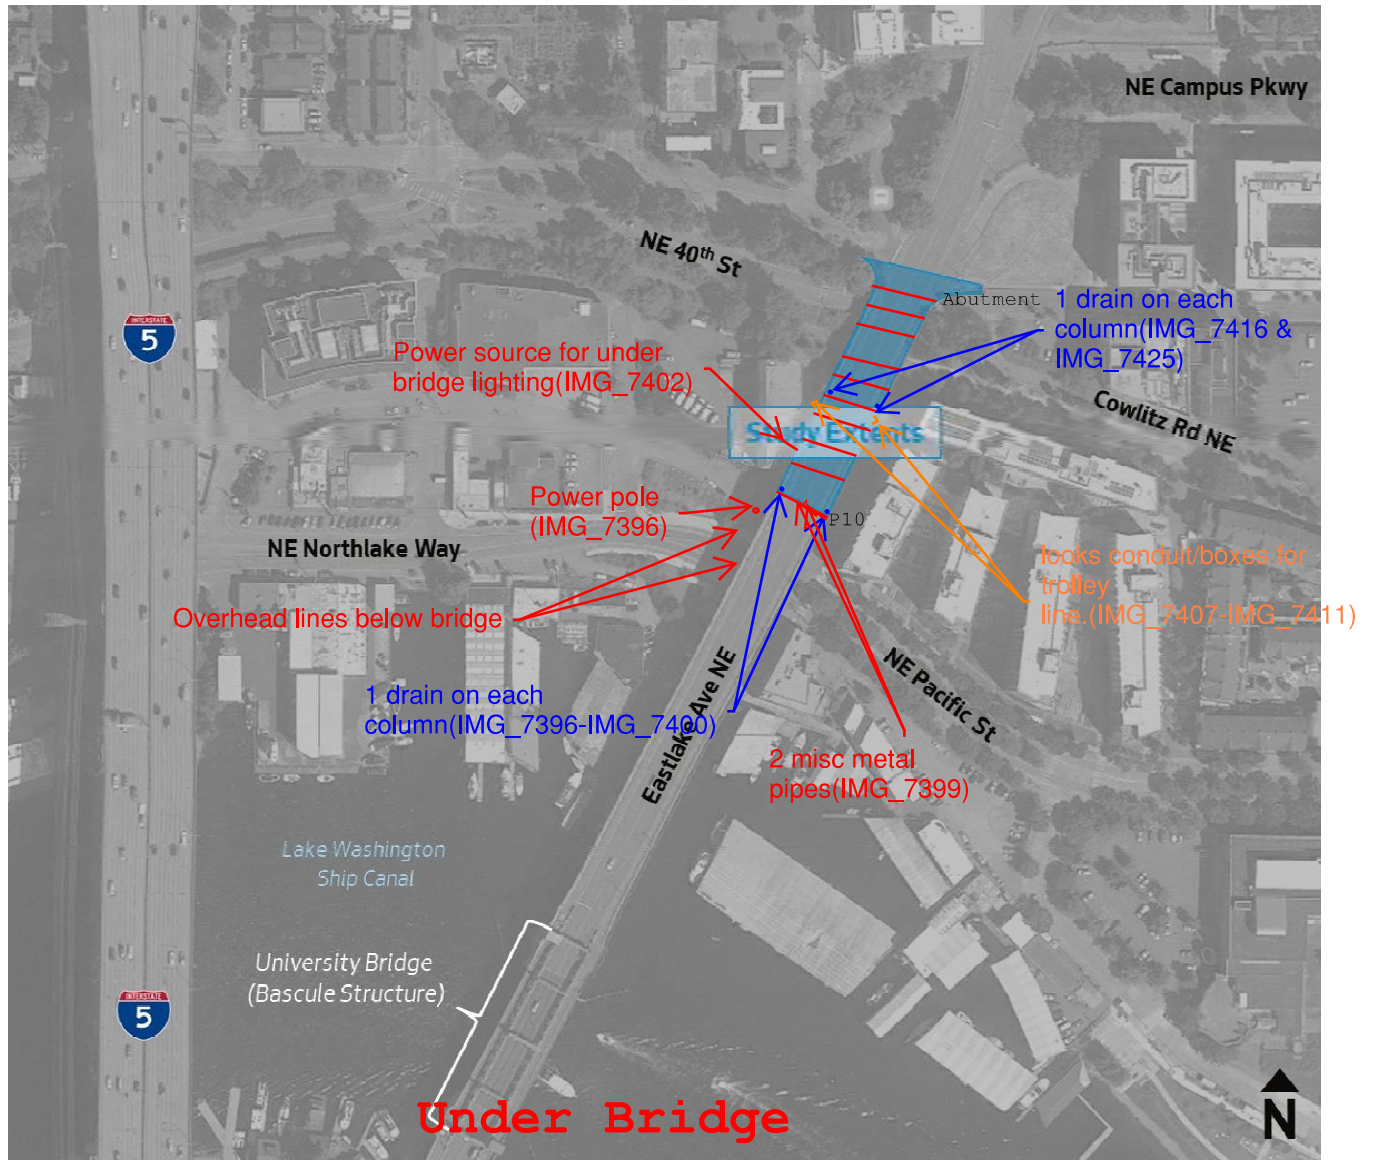 NE Campus Pkwy
NE 40th St
Abutment
1 drain on each
column(IMG_7416 &
IMG_7425)
INTERSTATE
5
Power source for under
bridge lighting(IMG_7402)
Cowlitz Rd NE
Study Extents
Power pole
(IMG_7396)
P10
NE Northlake Way
looks conduit/boxes for
trolley
line.(IMG_7407-IMG_7411)
Overhead lines below bridge
NE Pacific St
1 drain on each
column(IMG_7396-IMG_7400)
Eastlake Ave NE
2 misc metal
pipes(IMG_7399)
Lake Washington
Ship Canal
University Bridge
(Bascule Structure)
INTERSTATE
5
Under Bridge
N